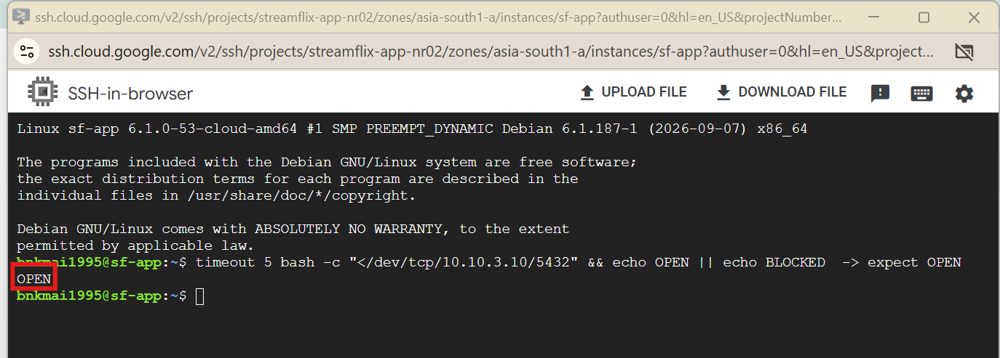 ssh.cloud.google.com/v2/ssh/projects/streamflix-app-nr02/zones/asia-south1-a/instances/sf-app?authuser=0&hl=en_US&projectNumber...
ssh.cloud.google.com/v2/ssh/projects/streamflix-app-nr02/zones/asia-south1-a/instances/sf-app?authuser=0&hl=en_US&project...
SSH-in-browser UPLOAD FILE DOWNLOAD FILE
Linux sf-app 6.1.0-53-cloud-amd64 #1 SMP PREEMPT_DYNAMIC Debian 6.1.187-1 (2026-09-07) x86_64
The programs included with the Debian GNU/Linux system are free software;
the exact distribution terms for each program are described in the
individual files in /usr/share/doc/*/copyright.
Debian GNU/Linux comes with ABSOLUTELY NO WARRANTY, to the extent
permitted by applicable law.
bnkmai1995@sf-app:~$ timeout 5 bash -c "</dev/tcp/10.10.3.10/5432" && echo OPEN || echo BLOCKED  -> expect OPEN
OPEN
bnkmai1995@sf-app:~$